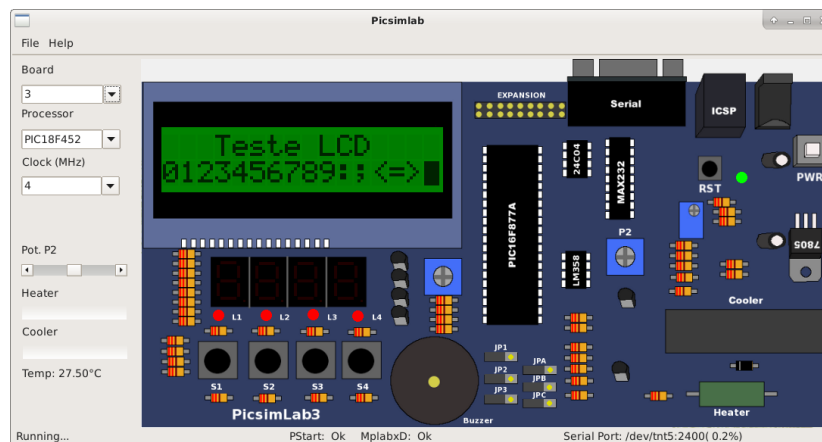 Picsimlab
File Help
Board
3
Processor
PIC18F452
Clock (MHz)
4
Pot. P2
Heater
Cooler
Temp: 27.50°C
Teste LCD
0123456789:;<=>
EXPANSION
Serial
ICSP
24C04
MAX232
RST
PWR
PIC16F877A
P2
LM358
7805
L1 L2 L3 L4
Cooler
JP1
JP2
JP3
JPA
JPB
JPC
S1 S2 S3 S4
PicsimLab3
Buzzer
Heater
Running... PStart: Ok MplabxD: Ok Serial Port: /dev/tnt5:2400( 0.2%)